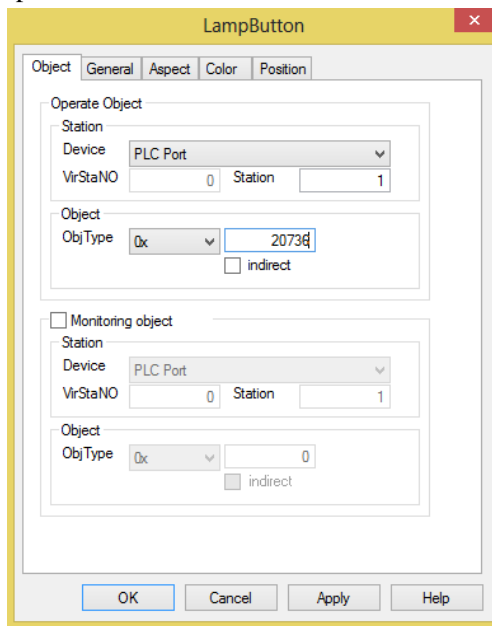 LampButton
Object General Aspect Color Position
Operate Object
Station
Device PLC Port
VirStaNO 0 Station 1
Object
ObjType 0x 20736
indirect
Monitoring object
Station
Device PLC Port
VirStaNO 0 Station 1
Object
ObjType 0x 0
indirect
OK Cancel Apply Help